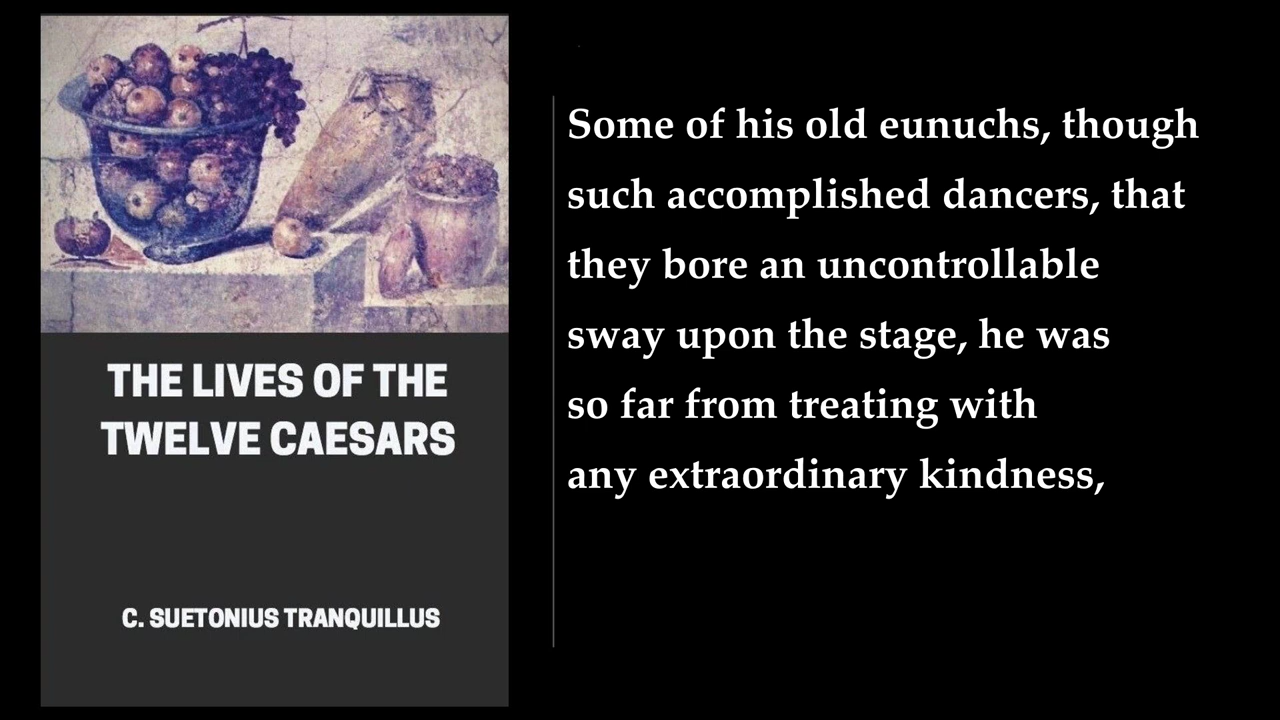 THE LIVES OF THE
TWELVE CAESARS
C. SUETONIUS TRANQUILLUS
Some of his old eunuchs, though
such accomplished dancers, that
they bore an uncontrollable
sway upon the stage, he was
so far from treating with
any extraordinary kindness,